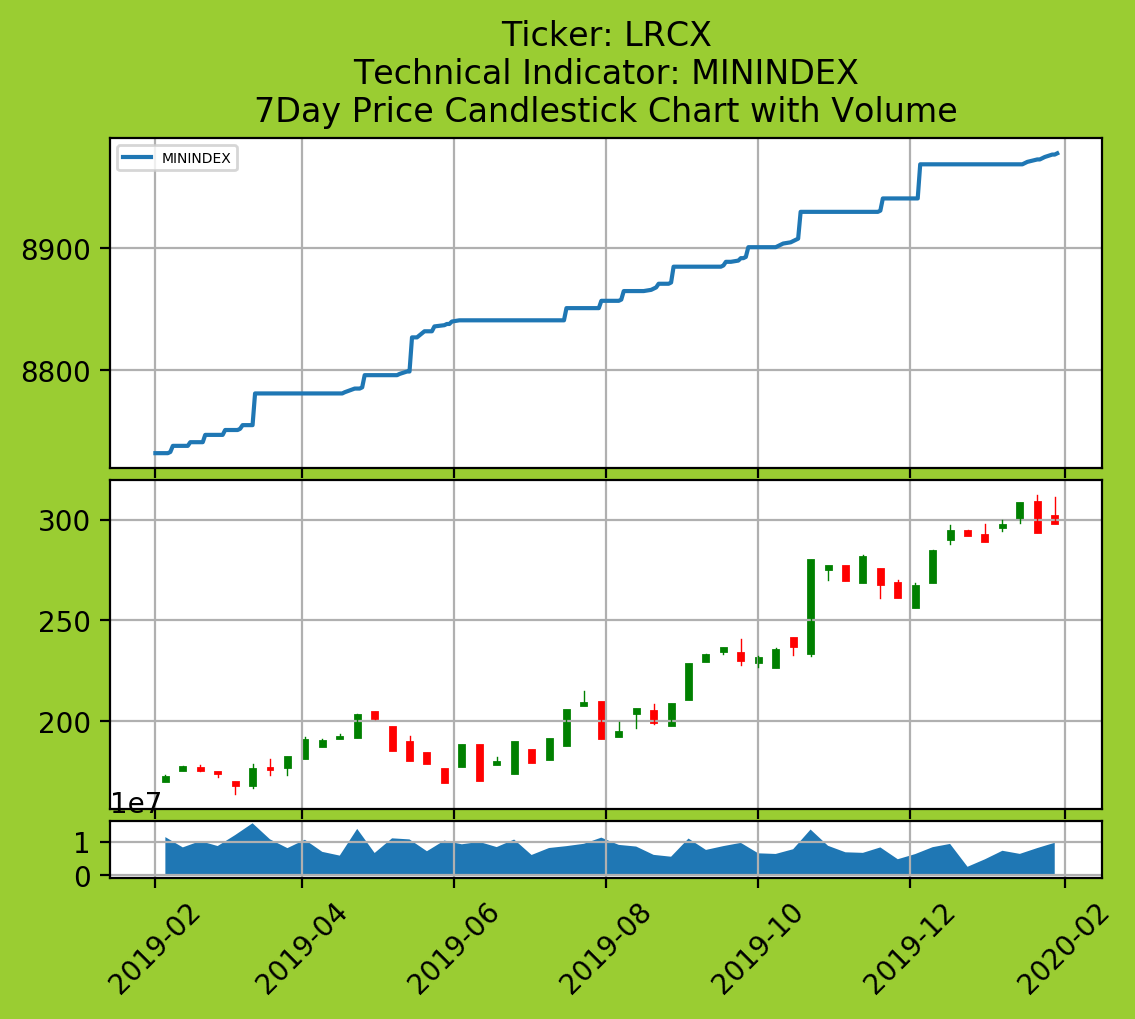 Ticker: LRCX
Technical Indicator: MININDEX
7Day Price Candlestick Chart with Volume
MININDEX
8900
8800
300
250
200
1e7
1
0
2019-02
2019-04
2019-06
2019-08
2019-10
2019-12
2020-02